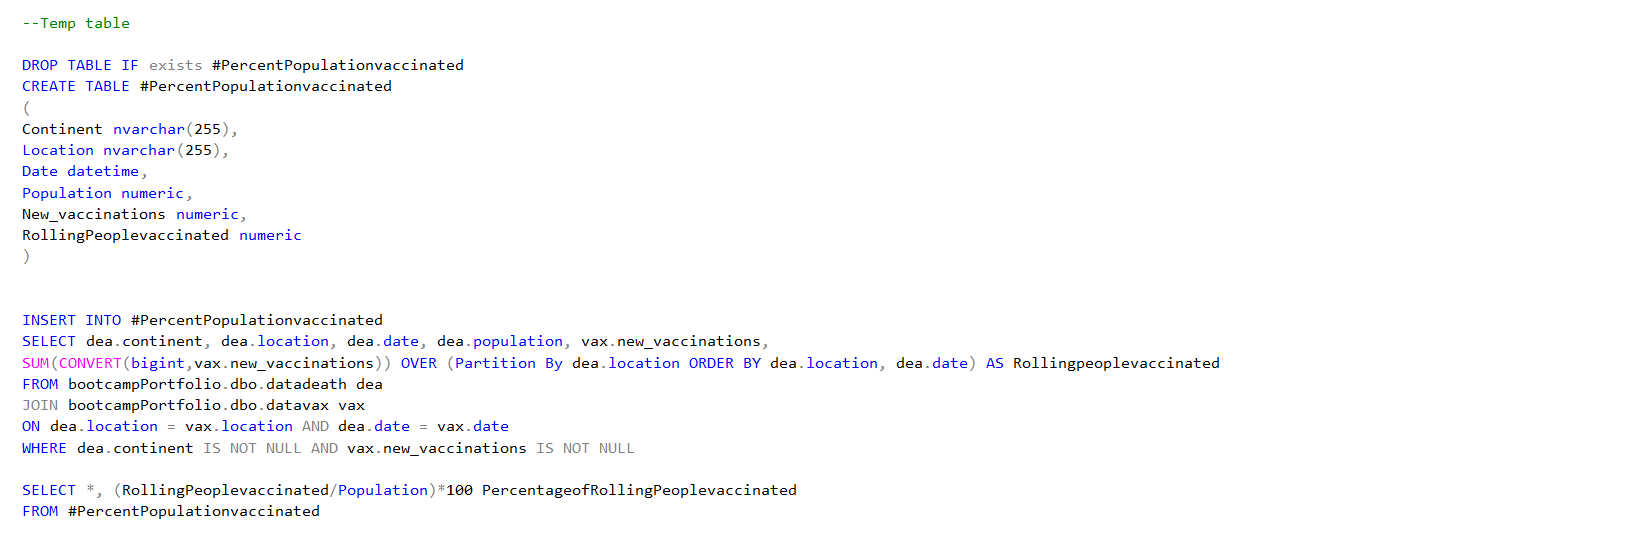 --Temp table
DROP TABLE IF exists #PercentPopulationvaccinated
CREATE TABLE #PercentPopulationvaccinated
(
Continent nvarchar(255),
Location nvarchar(255),
Date datetime,
Population numeric,
New_vaccinations numeric,
RollingPeoplevaccinated numeric
)
INSERT INTO #PercentPopulationvaccinated
SELECT dea.continent, dea.location, dea.date, dea.population, vax.new_vaccinations,
SUM(CONVERT(bigint,vax.new_vaccinations)) OVER (Partition By dea.location ORDER BY dea.location, dea.date) AS Rollingpeoplevaccinated
FROM bootcampPortfolio.dbo.datadeath dea
JOIN bootcampPortfolio.dbo.datavax vax
ON dea.location = vax.location AND dea.date = vax.date
WHERE dea.continent IS NOT NULL AND vax.new_vaccinations IS NOT NULL
SELECT *, (RollingPeoplevaccinated/Population)*100 PercentageofRollingPeoplevaccinated
FROM #PercentPopulationvaccinated